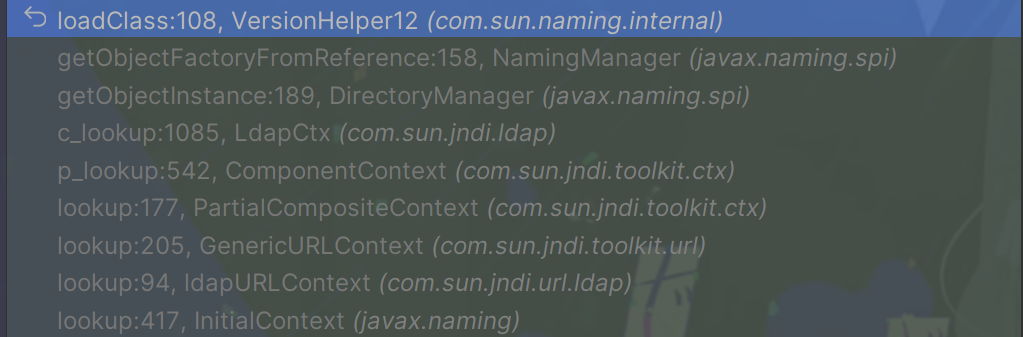 loadClass:108, VersionHelper12 (com.sun.naming.internal)
getObjectFactoryFromReference:158, NamingManager (javax.naming.spi)
getObjectInstance:189, DirectoryManager (javax.naming.spi)
c_lookup:1085, LdapCtx (com.sun.jndi.ldap)
p_lookup:542, ComponentContext (com.sun.jndi.toolkit.ctx)
lookup:177, PartialCompositeContext (com.sun.jndi.toolkit.ctx)
lookup:205, GenericURLContext (com.sun.jndi.toolkit.url)
lookup:94, ldapURLContext (com.sun.jndi.url.ldap)
lookup:417, InitialContext (javax.naming)